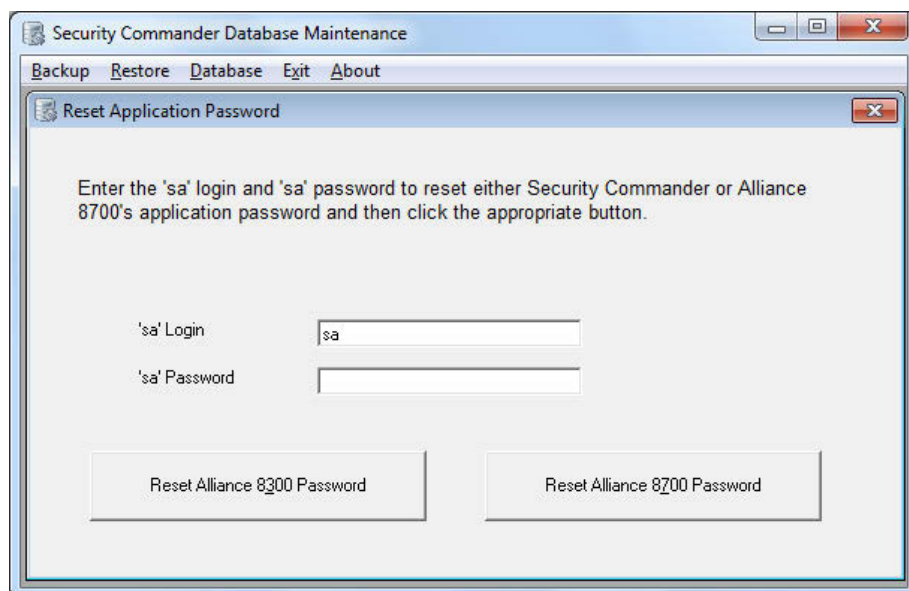 Security Commander Database Maintenance
Backup Restore Database Exit About
Reset Application Password
Enter the 'sa' login and 'sa' password to reset either Security Commander or Alliance
8700's application password and then click the appropriate button.
'sa' Login
sa
'sa' Password
Reset Alliance 8300 Password
Reset Alliance 8700 Password